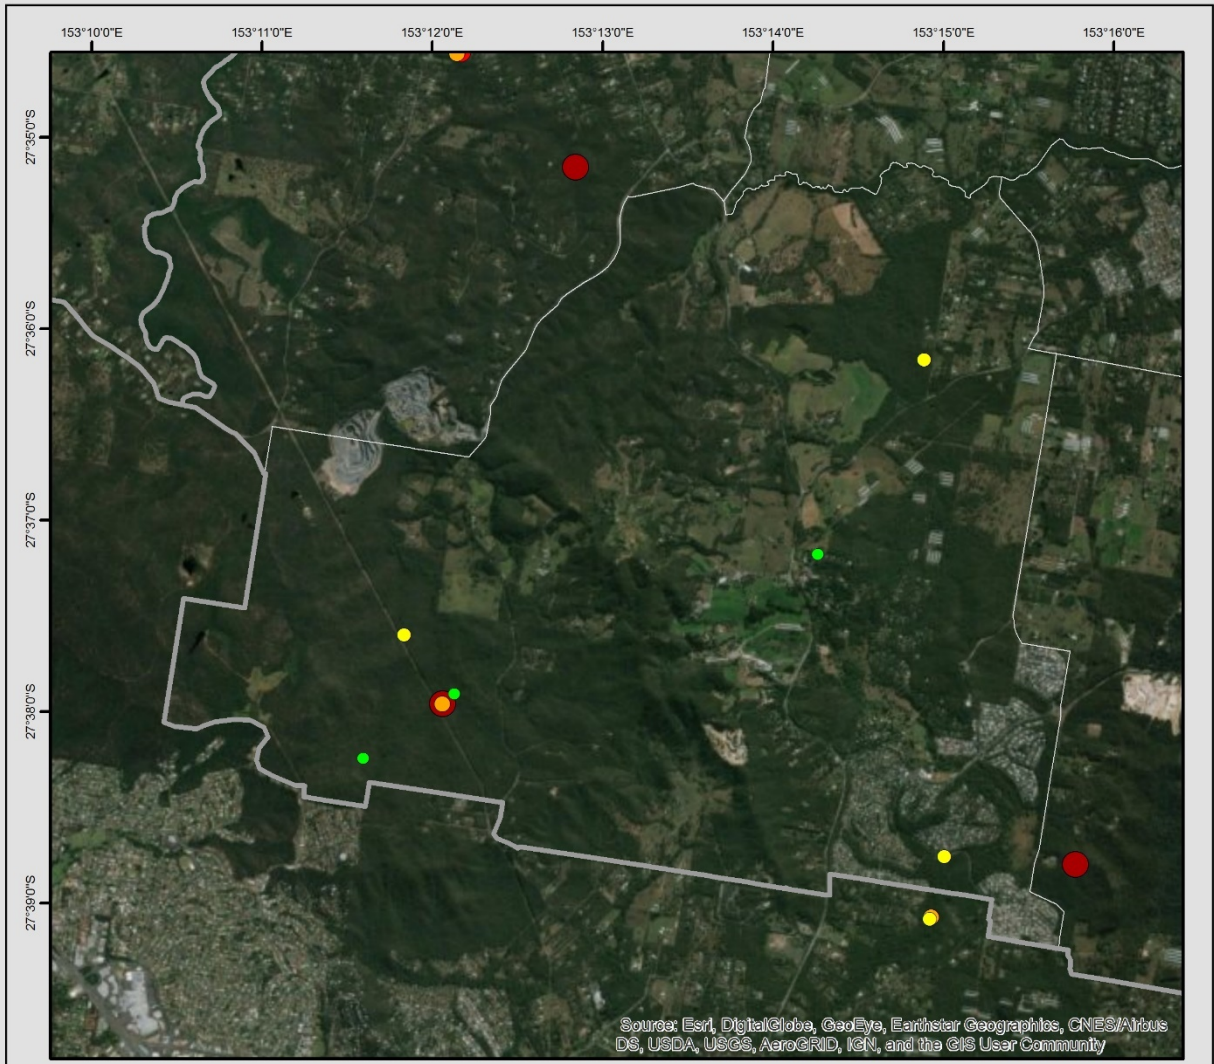 153°10'0"E 153°11'0"E 153°12'0"E 153°13'0"E 153°14'0"E 153°15'0"E 153°16'0"E
27°35'0"S
27°36'0"S
27°37'0"S
27°38'0"S
27°39'0"S
Source: Esri, DigitalGlobe, GeoEye, Earthstar Geographics, CNES/Airbus
DS, USDA, USGS, AeroGRID, IGN, and the GIS User Community